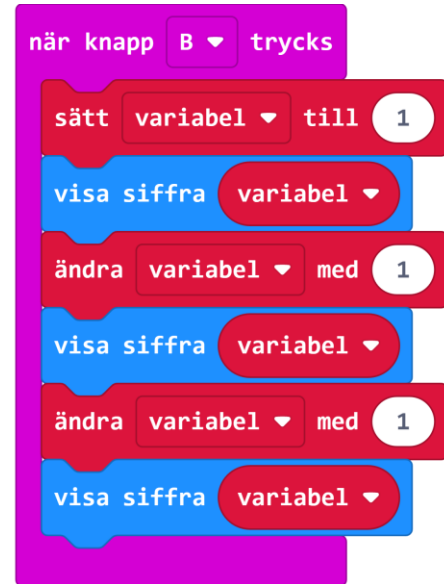 när knapp B trycks
sätt variabel till 1
visa siffra variabel
ändra variabel med 1
visa siffra variabel
ändra variabel med 1
visa siffra variabel